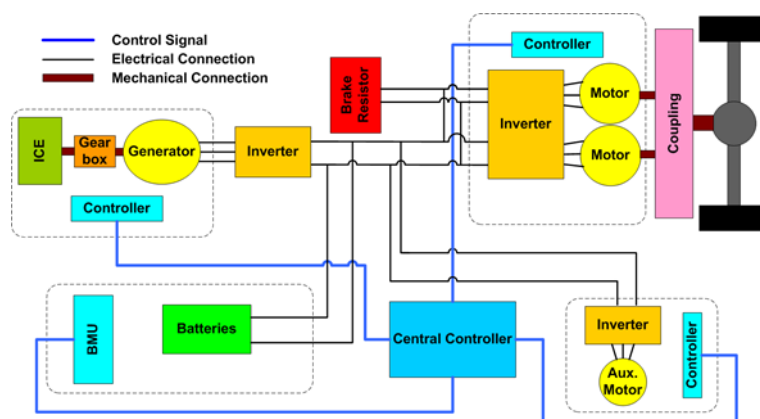 Control Signal
Electrical Connection
Mechanical Connection
Brake
Resistor
Controller
Inverter
Motor
Motor
Coupling
ICE
Gear
box
Generator
Inverter
Controller
BMU
Batteries
Central Controller
Inverter
Aux.
Motor
Controller